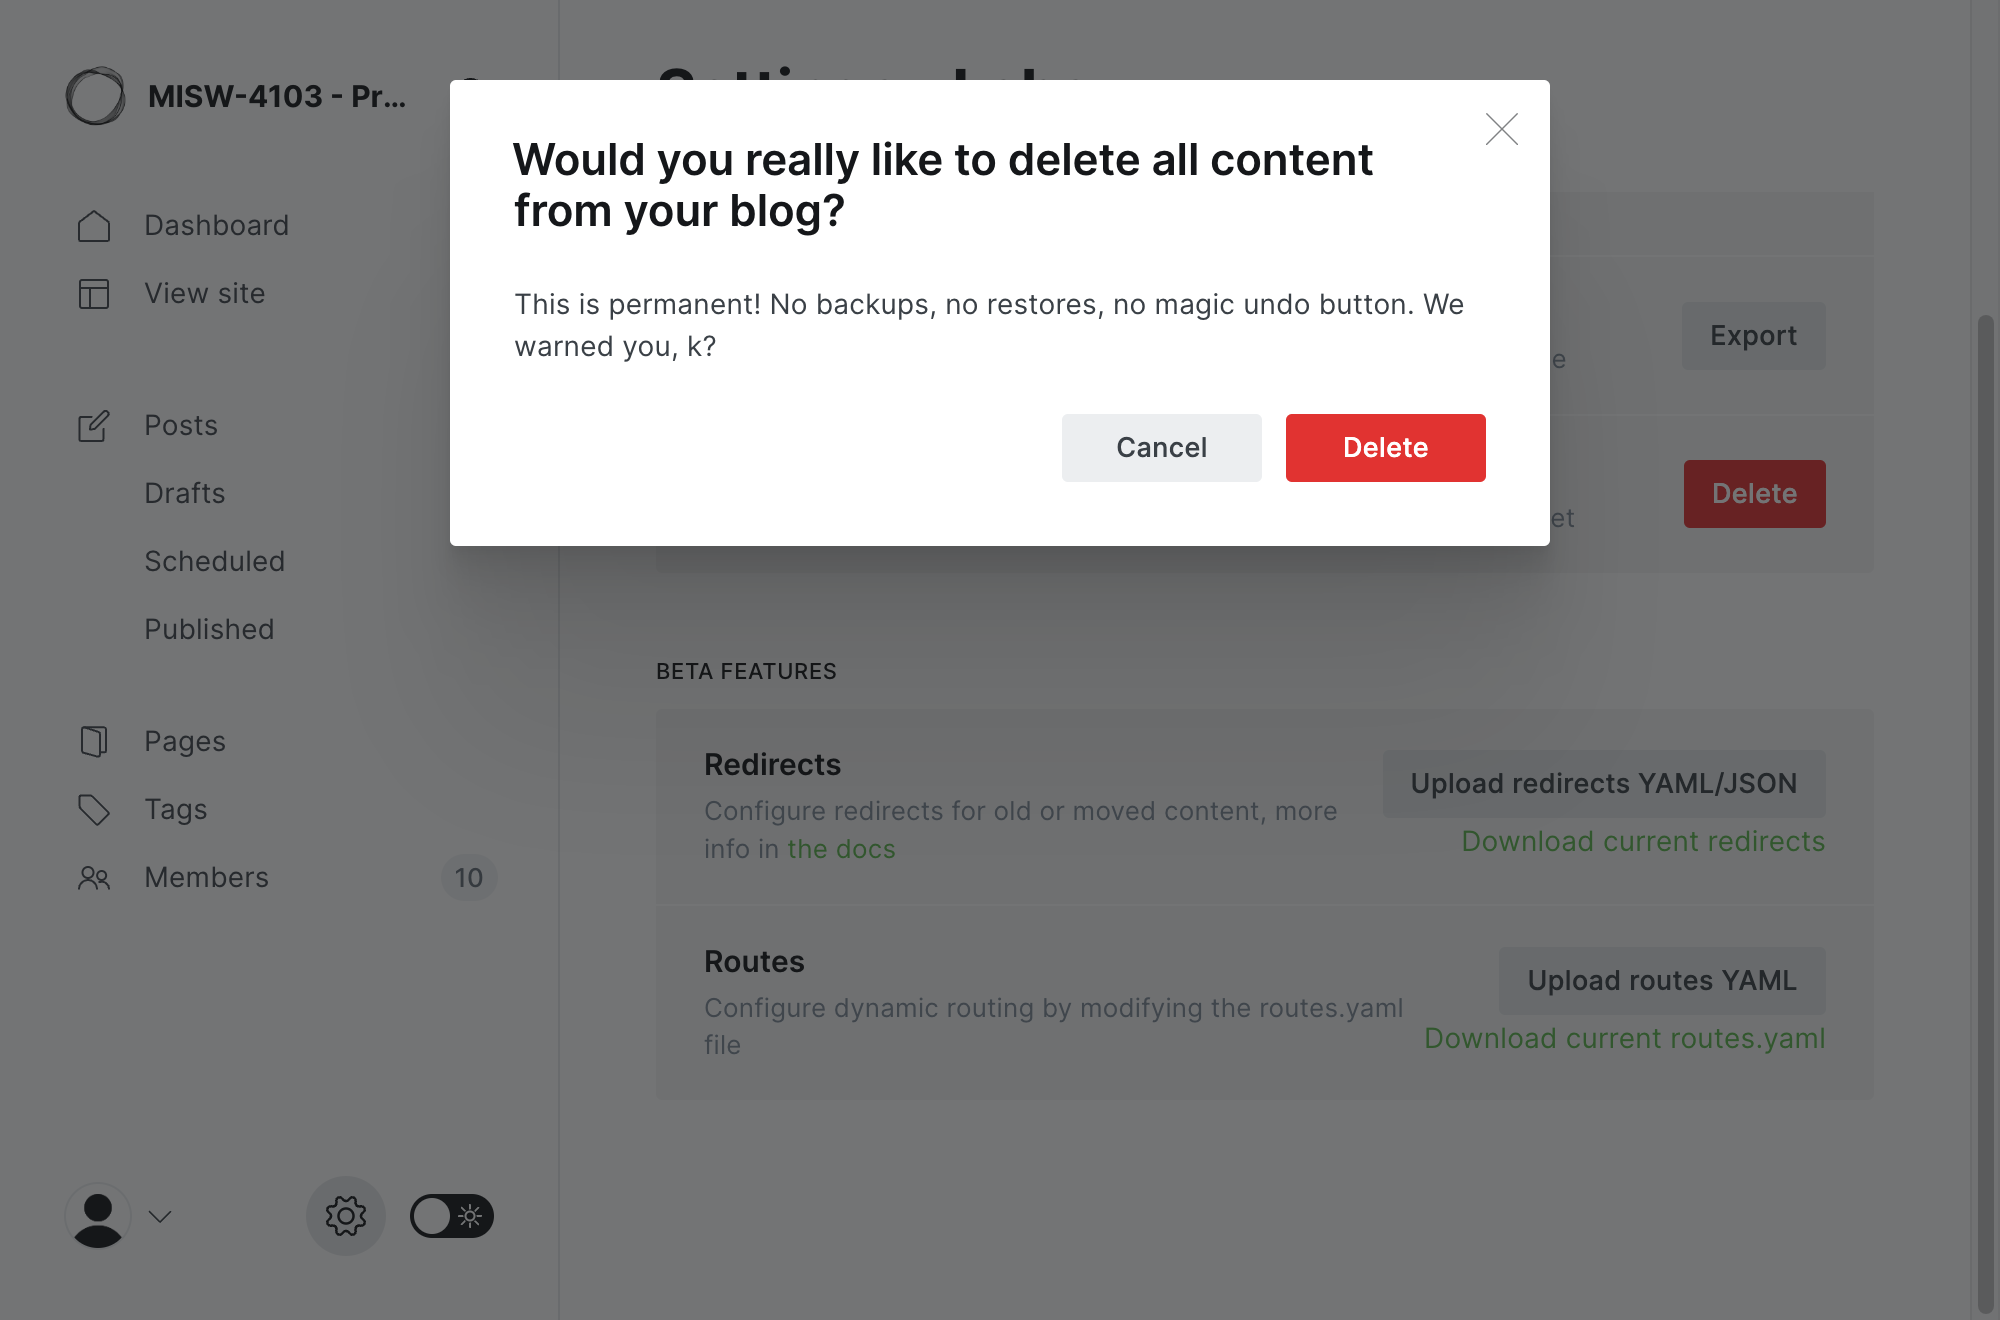 MISW-4103 - Pr...
Dashboard
View site
Posts
Drafts
Scheduled
Published
Pages
Tags
Members
10
Would you really like to delete all content
from your blog?
This is permanent! No backups, no restores, no magic undo button. We
warned you, k?
Cancel
Delete
Export
Delete
BETA FEATURES
Redirects
Configure redirects for old or moved content, more
info in the docs
Upload redirects YAML/JSON
Download current redirects
Routes
Configure dynamic routing by modifying the routes.yaml
file
Upload routes YAML
Download current routes.yaml